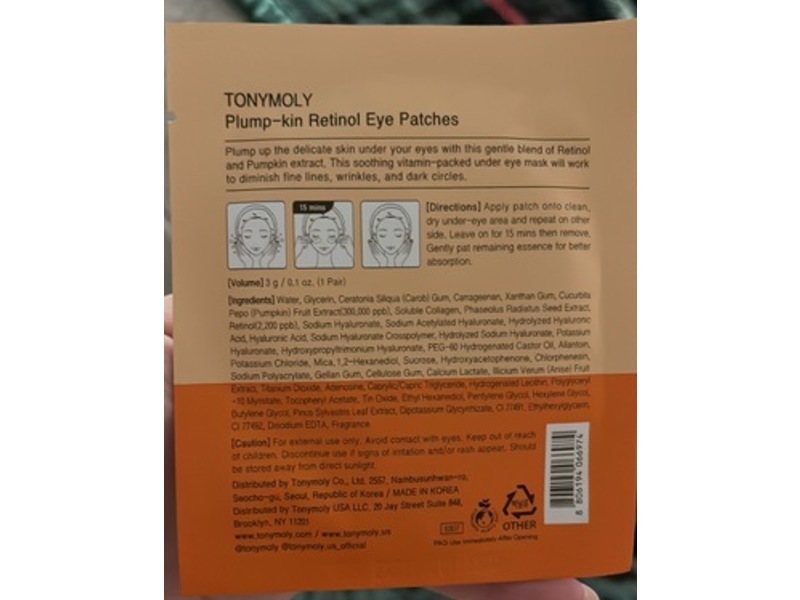 TONYMOLY
Plump-kin Retinol Eye Patches
Plump up the delicate skin under your eyes with this gentle blend of Retinol
and Pumpkin extract. This soothing vitamin-packed under eye mask will work
to diminish fine lines, wrinkles, and dark circles.
15 mins
[Directions] Apply patch onto clean,
dry under-eye area and repeat on other
side. Leave on for 15 mins then remove.
Gently pat remaining essence for better
absorption.
[Volume] 3 g / 0.1 oz. (1 Pair)
[Ingredients] Water, Glycerin, Ceratonia Siliqua (Carob) Gum, Carrageenan, Xanthan Gum, Cucurbita
Pepo (Pumpkin) Fruit Extract(300,000 ppb), Soluble Collagen, Phaseolus Radiatus Seed Extract,
Retinol(2,200 ppb), Sodium Hyaluronate, Sodium Acetylated Hyaluronate, Hydrolyzed Hyaluronic
Acid, Hyaluronic Acid, Sodium Hyaluronate Crosspolymer, Hydrolyzed Sodium Hyaluronate, Potassium
Hyaluronate, Hydroxypropyltrimonium Hyaluronate, PEG-60 Hydrogenated Castor Oil, Allantoin,
Potassium Chloride, Mica, 1,2-Hexanediol, Sucrose, Hydroxyacetophenone, Chlorphenesin,
Sodium Polyacrylate, Gellan Gum, Cellulose Gum, Calcium Lactate, Illicium Verum (Anise) Fruit
Extract, Titanium Dioxide, Adenosine, Caprylic/Capric Triglyceride, Hydrogenated Lecithin, Polyglyceryl
-10 Myristate, Tocopheryl Acetate, Tin Oxide, Ethyl Hexanediol, Pentylene Glycol, Hexylene Glycol,
Butylene Glycol, Pinus Sylvestris Leaf Extract, Dipotassium Glycyrrhizate, CI 77491, Ethylhexylglycerin,
CI 77492, Disodium EDTA, Fragrance
[Caution] For external use only. Avoid contact with eyes. Keep out of reach
of children. Discontinue use if signs of irritation and/or rash appear. Should
be stored away from direct sunlight.
Distributed by Tonymoly Co., Ltd. 2557, Nambusunhwan-ro,
Seocho-gu, Seoul, Republic of Korea / MADE IN KOREA
Distributed by Tonymoly USA LLC. 20 Jay Street Suite 848,
Brooklyn, NY 11201
www.tonymoly.com / www.tonymoly.us
@tonymoly @tonymoly.us_official
OTHER
PAO: Use Immediately After Opening
8 806194 066974